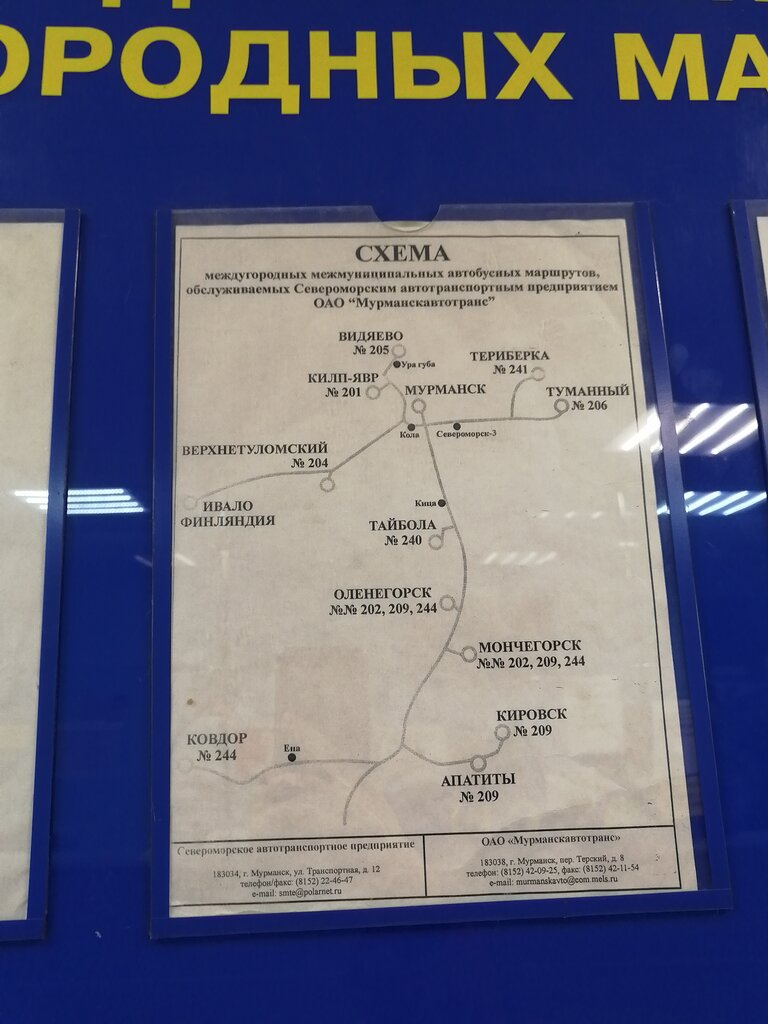 ОРОДНЫХ МА
СХЕМА
междугородных межмуниципальных автобусных маршрутов,
обслуживаемых Североморским автотранспортным предприятием
ОАО “Мурманскавтотранс”
ВИДЯЕВО
№ 205
Ура губа
ТЕРИБЕРКА
№ 241
КИЛП-ЯВР
№ 201
МУРМАНСК
ТУМАННЫЙ
№ 206
Кола
Североморск-3
ВЕРХНЕТУЛОМСКИЙ
№ 204
ИВАЛО
ФИНЛЯНДИЯ
Кица
ТАЙБОЛА
№ 240
ОЛЕНЕГОРСК
№№ 202, 209, 244
МОНЧЕГОРСК
№№ 202, 209, 244
КИРОВСК
№ 209
КОВДОР
№ 244
Ена
АПАТИТЫ
№ 209
Североморское автотранспортное предприятие
183034, г. Мурманск, ул. Транспортная, д. 12
телефон/факс: (8152) 22-46-47
e-mail: smte@polarnet.ru
ОАО «Мурманскавтотранс»
183038, г. Мурманск, пер. Терский, д. 8
телефон: (8152) 42-09-25, факс: (8152) 42-11-54
e-mail: murmanskavto@com.mels.ru